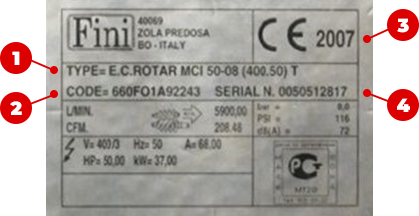 Fini 40069
ZOLA PREDOSA
BO - ITALY
CE 2007
3
1
TYPE= E.C.ROTAR MCI 50-08 (400.50) T
2
CODE= 660FO1A92243 SERIAL N. 0050512817
4
L/MIN. 5900,00
CFM. 208.48
bar = 8,0
PSI = 116
dB(A) = 72
V= 400/3 Hz= 50 A= 68,00
HP= 50,00 kW= 37,00